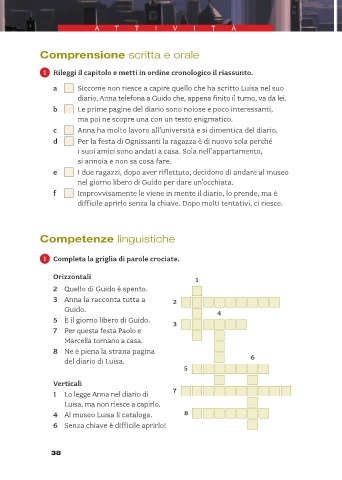 ATTIVITÀ
Comprensione scritta e orale
1 Rileggi il capitolo e metti in ordine cronologico il riassunto.
a Siccome non riesce a capire quello che ha scritto Luisa nel suo
diario, Anna telefona a Guido che, appena finito il turno, va da lei.
b Le prime pagine del diario sono noiose e poco interessanti,
ma poi ne scopre una con un testo enigmatico.
c Anna ha molto lavoro all'università e si dimentica del diario.
d Per la festa di Ognissanti la ragazza è di nuovo sola perché
i suoi amici sono andati a casa. Sola nell'appartamento,
si annoia e non sa cosa fare.
e I due ragazzi, dopo aver riflettuto, decidono di andare al museo
nel giorno libero di Guido per dare un'occhiata.
f Improvvisamente le viene in mente il diario, lo prende, ma è
difficile aprirlo senza la chiave. Dopo molti tentativi, ci riesce.
Competenze linguistiche
1 Completa la griglia di parole crociate.
Orizzontali
2 Quello di Guido è spento.
3 Anna la racconta tutta a
Guido.
5 È il giorno libero di Guido.
7 Per questa festa Paolo e
Marcella tornano a casa.
8 Ne è piena la strana pagina
del diario di Luisa.
Verticali
1 Lo legge Anna nel diario di
Luisa, ma non riesce a capirlo.
4 Al museo Luisa li cataloga.
6 Senza chiave è difficile aprirlo!
1
2
4
3
6
5
7
8
38